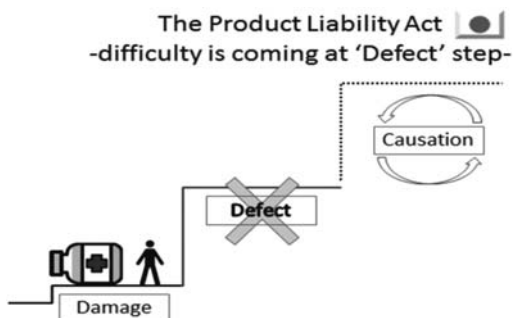 The Product Liability Act
-difficulty is coming at ‘Defect’ step-
Causation
Defect
Damage